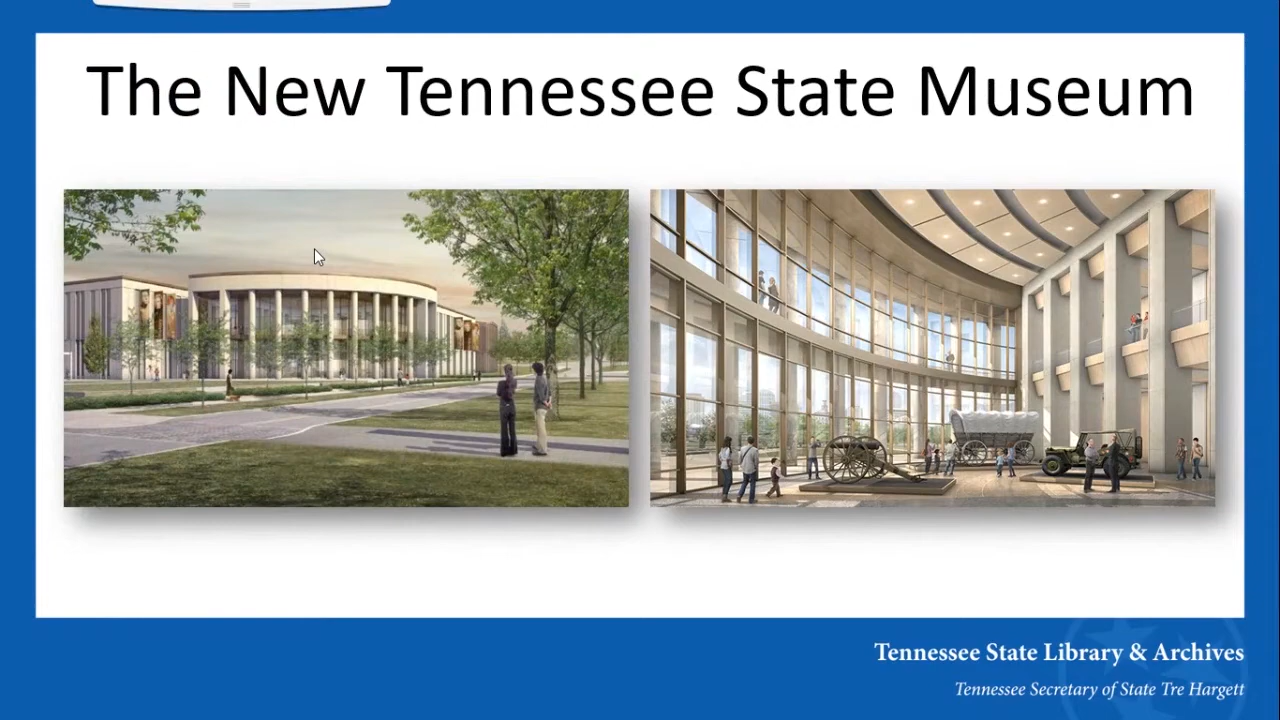 The New Tennessee State Museum
Tennessee State Library & Archives
Tennessee Secretary of State Tre Hargett